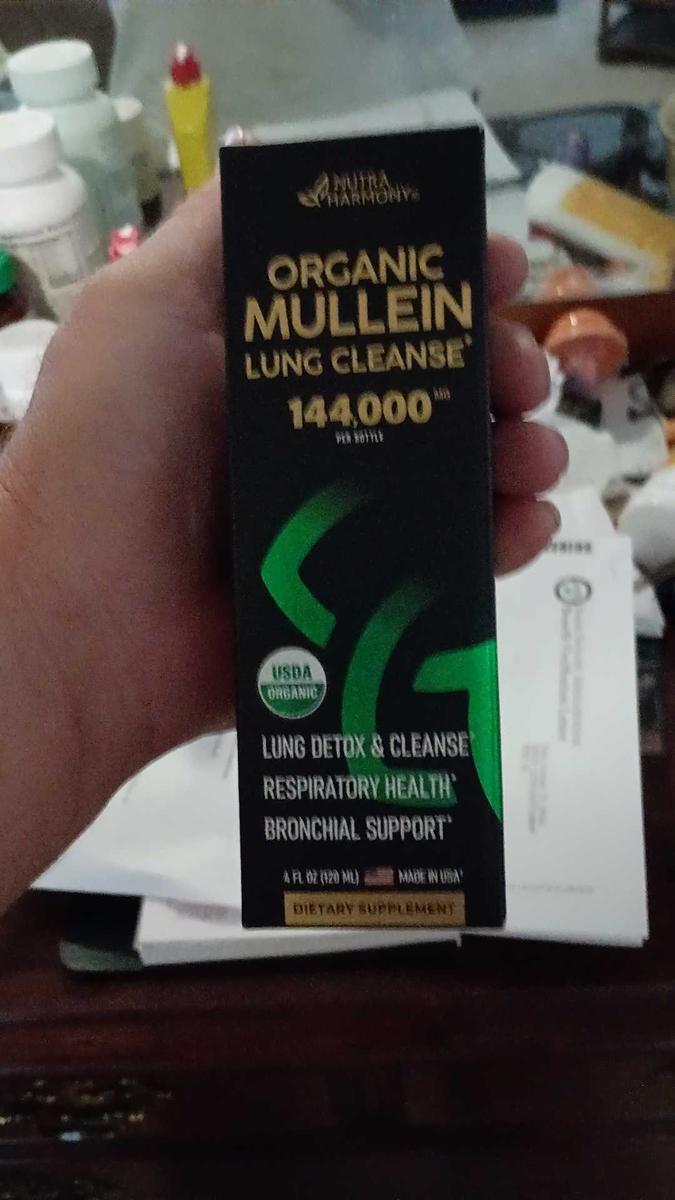 NUTRA
HARMONY®
ORGANIC
MULLEIN
LUNG CLEANSE*
144,000 MG
PER BOTTLE
USDA
ORGANIC
LUNG DETOX & CLEANSE*
RESPIRATORY HEALTH*
BRONCHIAL SUPPORT*
4 FL OZ (120 ML) MADE IN USA*
DIETARY SUPPLEMENT